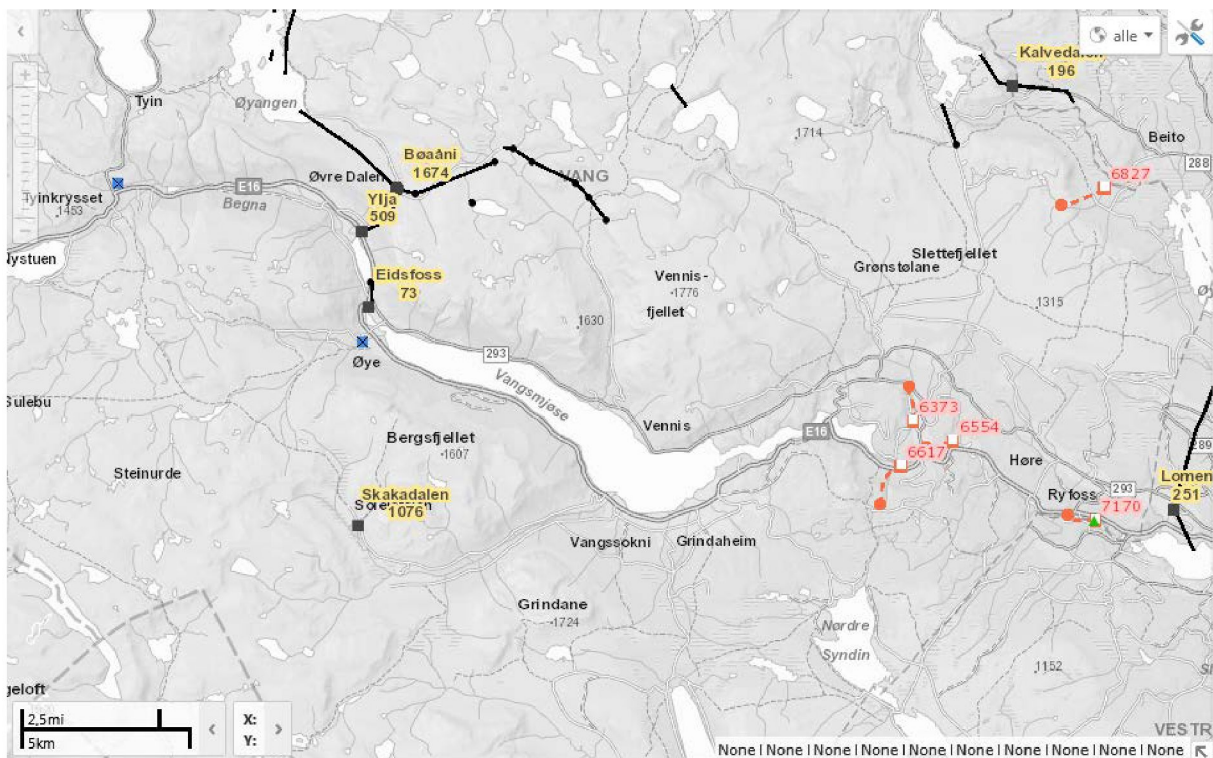 alle
Kalvedalen
196
Tyin
Øyangen
1714
Beito
288
Bøaåni
1674
VANG
Øvre Dalen
6827
E16
Ylja
509
Begna
Tyinkrysset
1453
Nystuen
Slettefjellet
Grønstølane
Eidsfoss
73
Vennis-
1776
fjellet
1315
1630
293
Øye
Vangsmjøse
Sulebu
6373
Vennis
E16
6554
289
Bergsfjellet
1607
6617
Høre
Steinurde
Lomen
251
Skakadalen
1076
Ryfoss
293
7170
Vangssokni
Grindaheim
Grindane
1724
Nørdre
Syndin
1152
geloft
2,5mi
5km
X:
Y:
VESTR
None | None | None | None | None | None | None | None | None | None